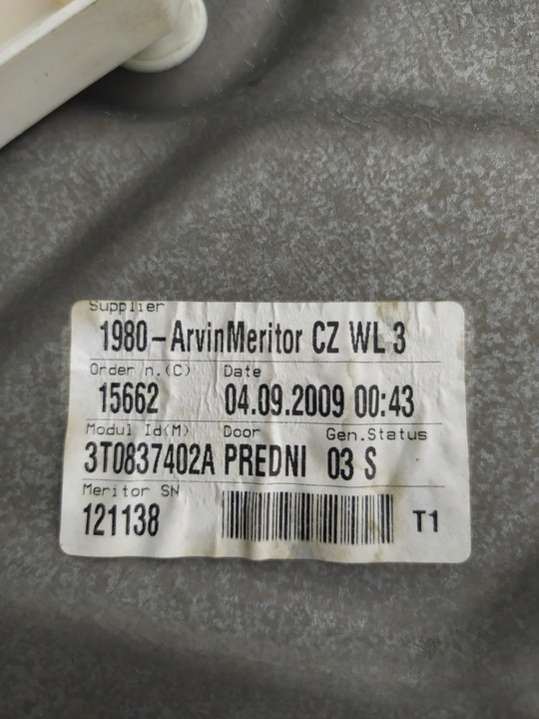 Supplier
1980-ArvinMeritor CZ WL 3
Order n.(C) Date
15662 04.09.2009 00:43
Modul Id(M) Door Gen.Status
3T0837402A PREDNI 03 S
Meritor SN
121138 T1